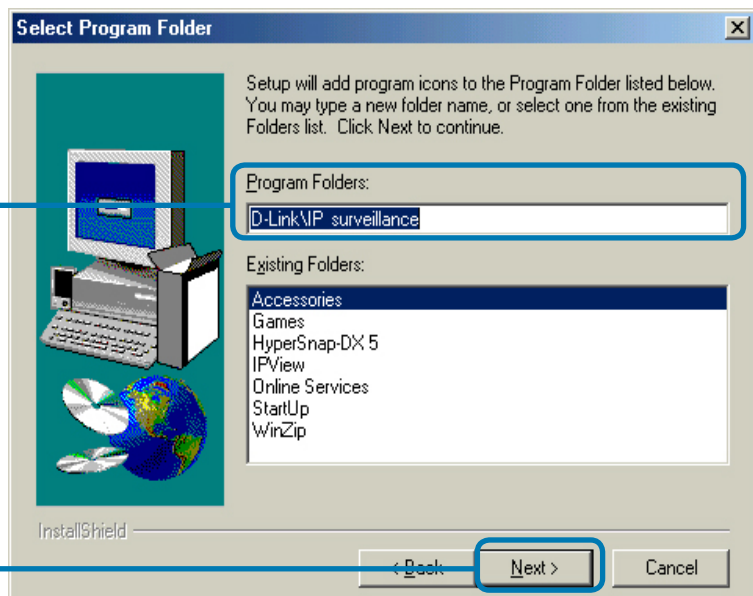 Select Program Folder
Setup will add program icons to the Program Folder listed below.
You may type a new folder name, or select one from the existing
Folders list. Click Next to continue.
Program Folders:
D-Link\IP surveillance
Existing Folders:
Accessories
Games
HyperSnap-DX 5
IPView
Online Services
StartUp
WinZip
InstallShield
< Back
Next >
Cancel